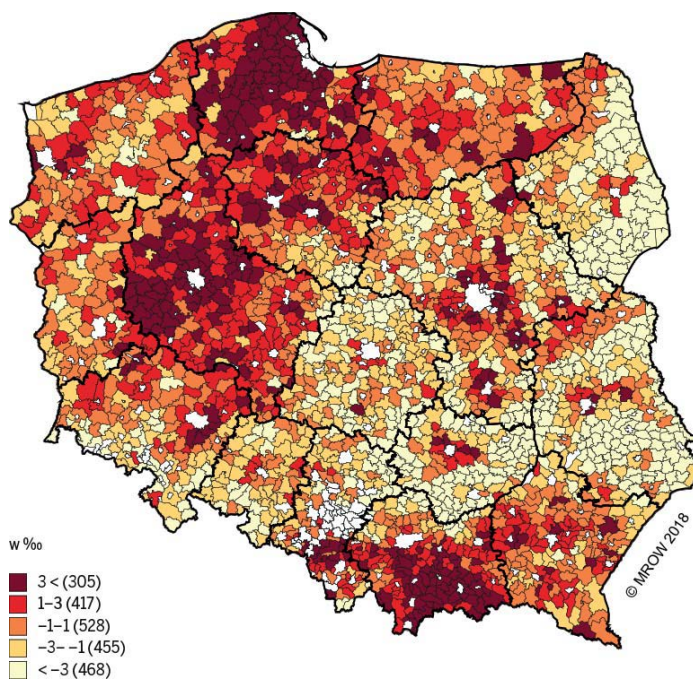 w ‰
3 < (305)
1–3 (417)
–1–1 (528)
–3– –1 (455)
< –3 (468)
© MROW 2018